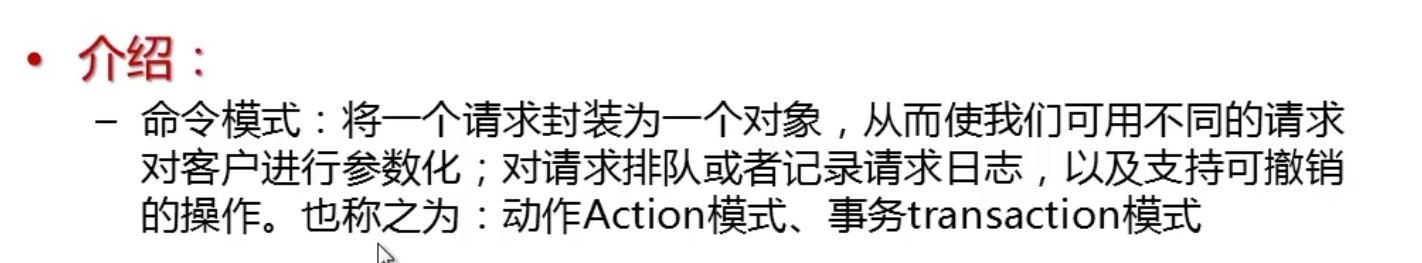 • 介绍：
– 命令模式：将一个请求封装为一个对象，从而使我们可用不同的请求
对客户进行参数化；对请求排队或者记录请求日志，以及支持可撤销
的操作。也称之为：动作Action模式、事务transaction模式